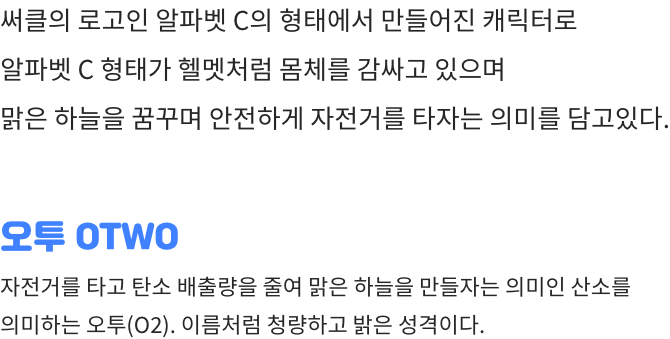 써클의 로고인 알파벳 C의 형태에서 만들어진 캐릭터로
알파벳 C 형태가 헬멧처럼 몸체를 감싸고 있으며
맑은 하늘을 꿈꾸며 안전하게 자전거를 타자는 의미를 담고있다.
오투 OTWO
자전거를 타고 탄소 배출량을 줄여 맑은 하늘을 만들자는 의미인 산소를
의미하는 오투(O2). 이름처럼 청량하고 밝은 성격이다.